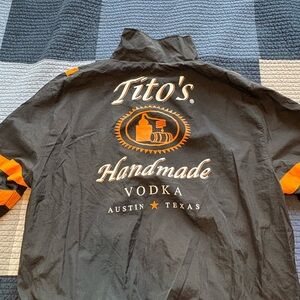 Tito's®
Handmade
VODKA
AUSTIN ★ TEXAS